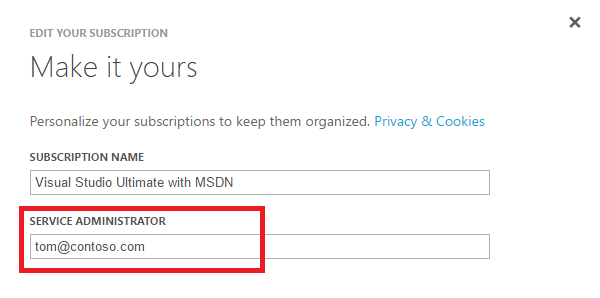 EDIT YOUR SUBSCRIPTION
Make it yours
Personalize your subscriptions to keep them organized. Privacy & Cookies
SUBSCRIPTION NAME
Visual Studio Ultimate with MSDN
SERVICE ADMINISTRATOR
tom@contoso.com